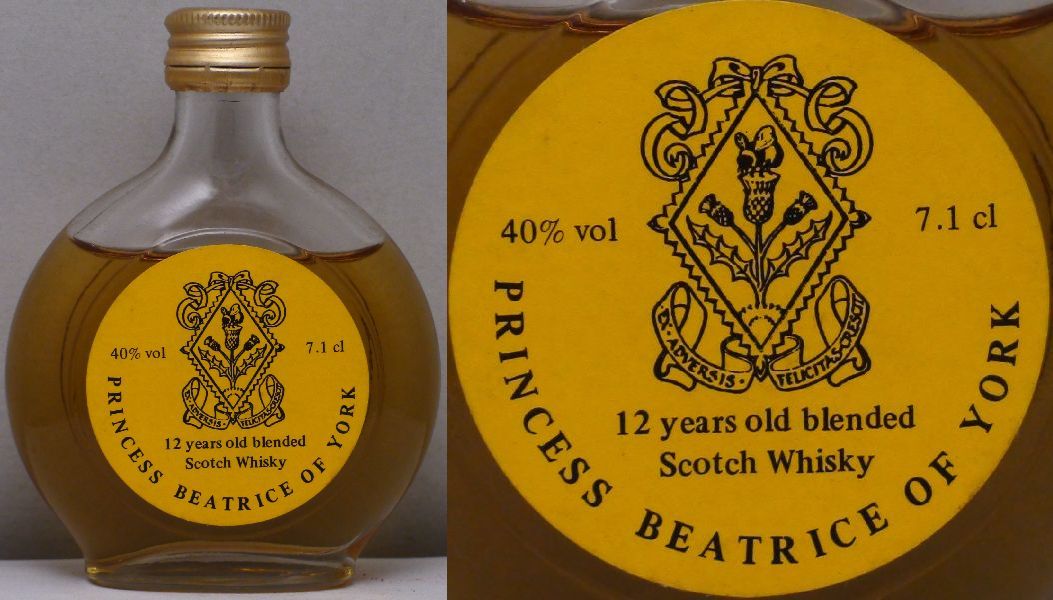 40% vol
7.1 cl
EX · ADVERSIS · FELICITAS CRESCIT
12 years old blended
Scotch Whisky
PRINCESS BEATRICE OF YORK
40% vol
7.1 cl
EX · ADVERSIS · FELICITAS CRESCIT
12 years old blended
Scotch Whisky
PRINCESS BEATRICE OF YORK